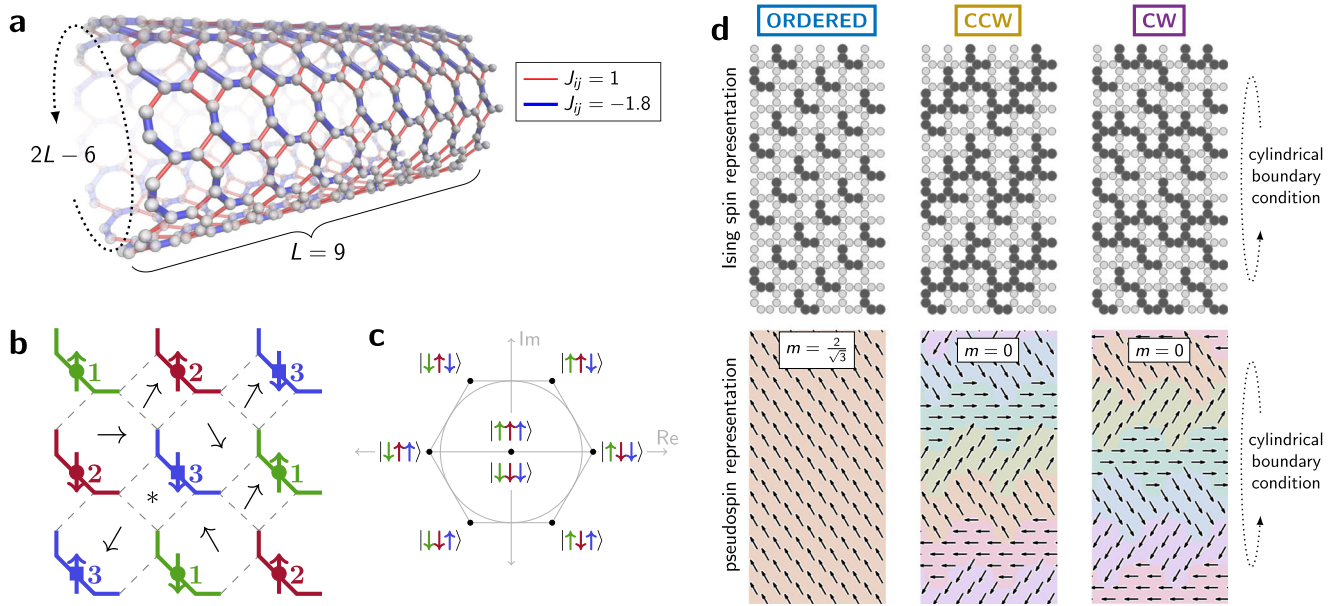 a
J_ij = 1
J_ij = −1.8
2L − 6
L = 9
b
1
2
3
2
3
1
*
3
1
2
c
Im
Re
|↓↑↓⟩
|↑↑↓⟩
|↓↑↑⟩
|↑↑↑⟩
|↓↓↓⟩
|↑↓↓⟩
|↓↓↑⟩
|↑↓↑⟩
d
ORDERED
CCW
CW
Ising spin representation
cylindrical
boundary
condition
pseudospin representation
m = 2/√3
m = 0
m = 0
cylindrical
boundary
condition